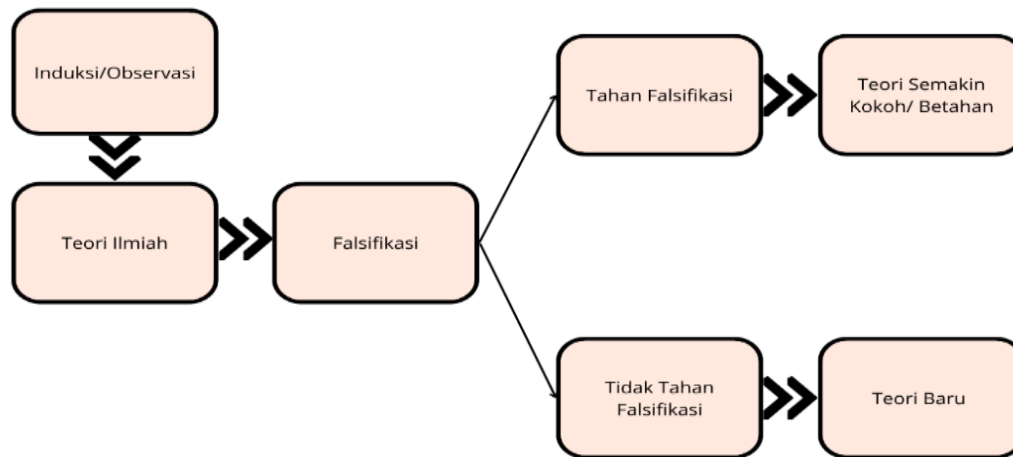 Induksi/Observasi
Teori Ilmiah
Falsifikasi
Tahan Falsifikasi
Teori Semakin
Kokoh/ Betahan
Tidak Tahan
Falsifikasi
Teori Baru